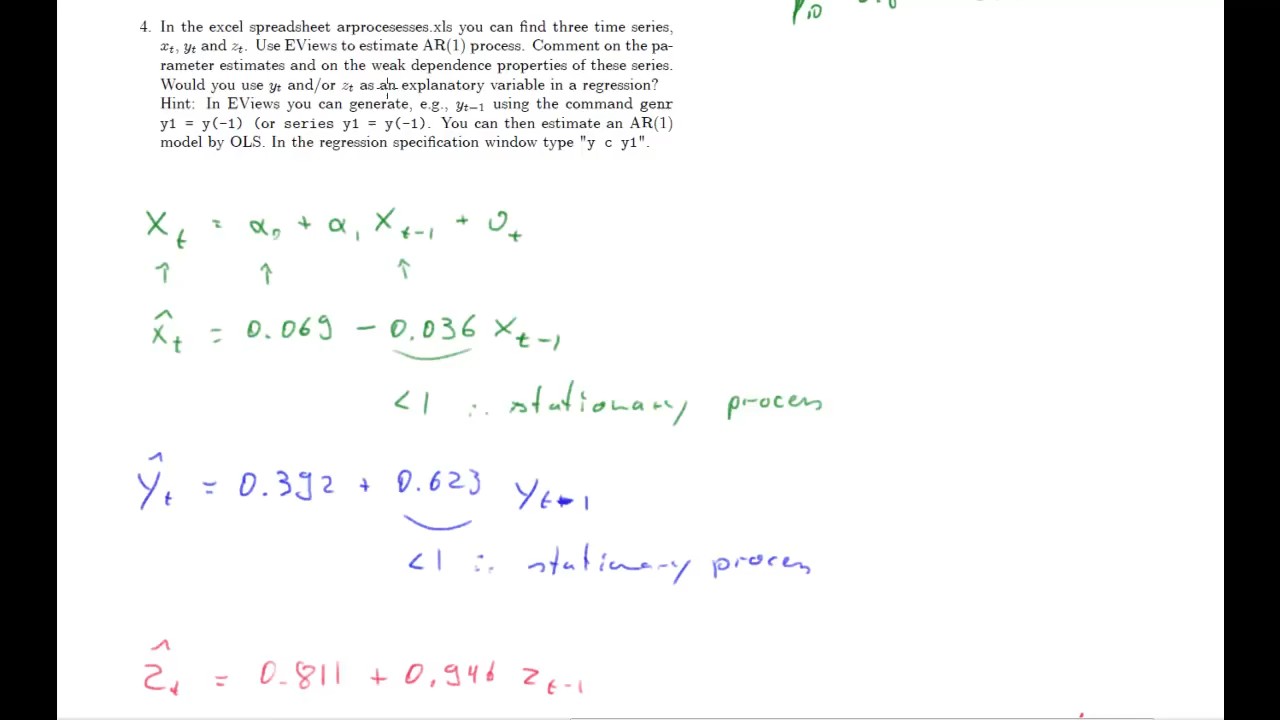 4. In the excel spreadsheet arprocesesses.xls you can find three time series,
xₜ, yₜ and zₜ. Use EViews to estimate AR(1) process. Comment on the pa-
rameter estimates and on the weak dependence properties of these series.
Would you use yₜ and/or zₜ as an explanatory variable in a regression?
Hint: In EViews you can generate, e.g., yₜ₋₁ using the command genr
y1 = y(-1) (or series y1 = y(-1). You can then estimate an AR(1)
model by OLS. In the regression specification window type "y c y1".
Xₜ = α₀ + α₁ Xₜ₋₁ + υₜ
↑ ↑ ↑
x̂ₜ = 0.069 - 0.036 Xₜ₋₁
<1 ∴ stationary process
ŷₜ = 0.392 + 0.623 yₜ₋₁
<1 ∴ stationary process
ẑₜ = 0.811 + 0.946 zₜ₋₁